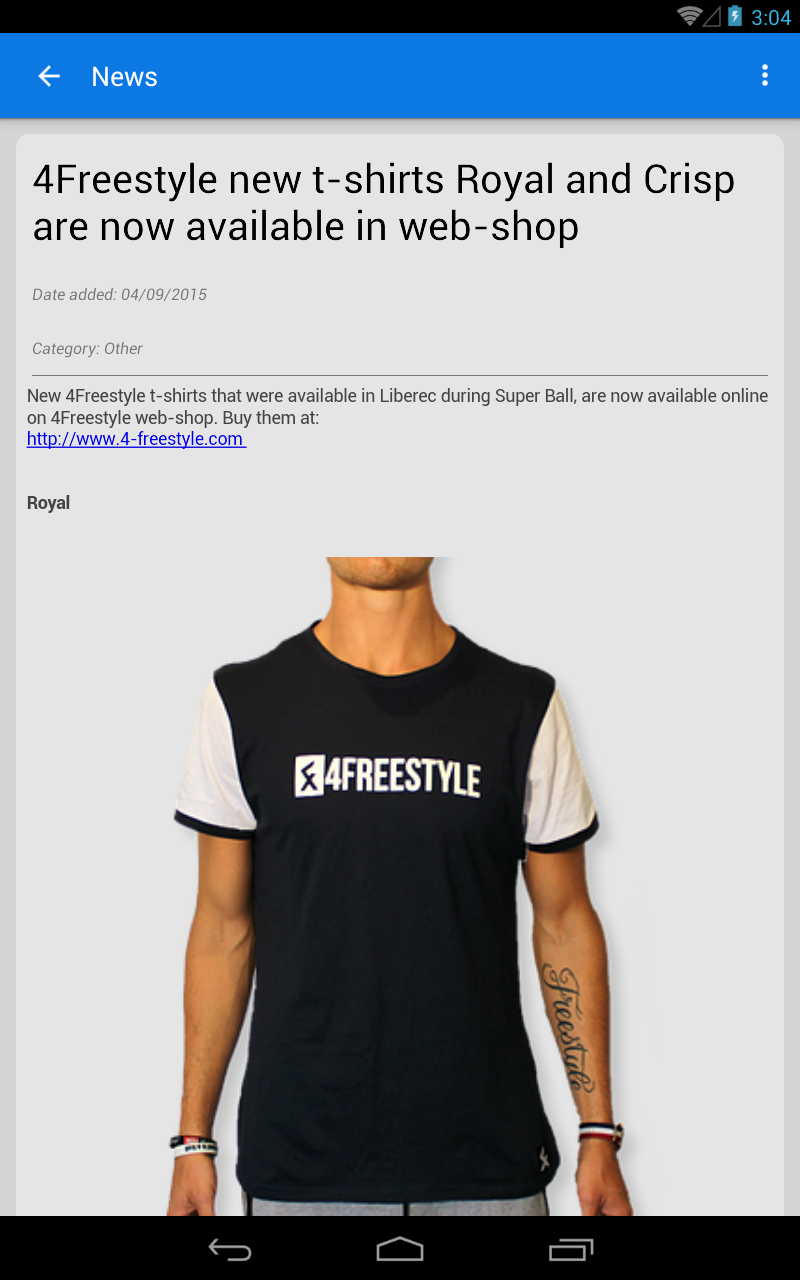 3:04
News
4Freestyle new t-shirts Royal and Crisp
are now available in web-shop
Date added: 04/09/2015
Category: Other
New 4Freestyle t-shirts that were available in Liberec during Super Ball, are now available online
on 4Freestyle web-shop. Buy them at:
http://www.4-freestyle.com
Royal
4FREESTYLE
Freestyle